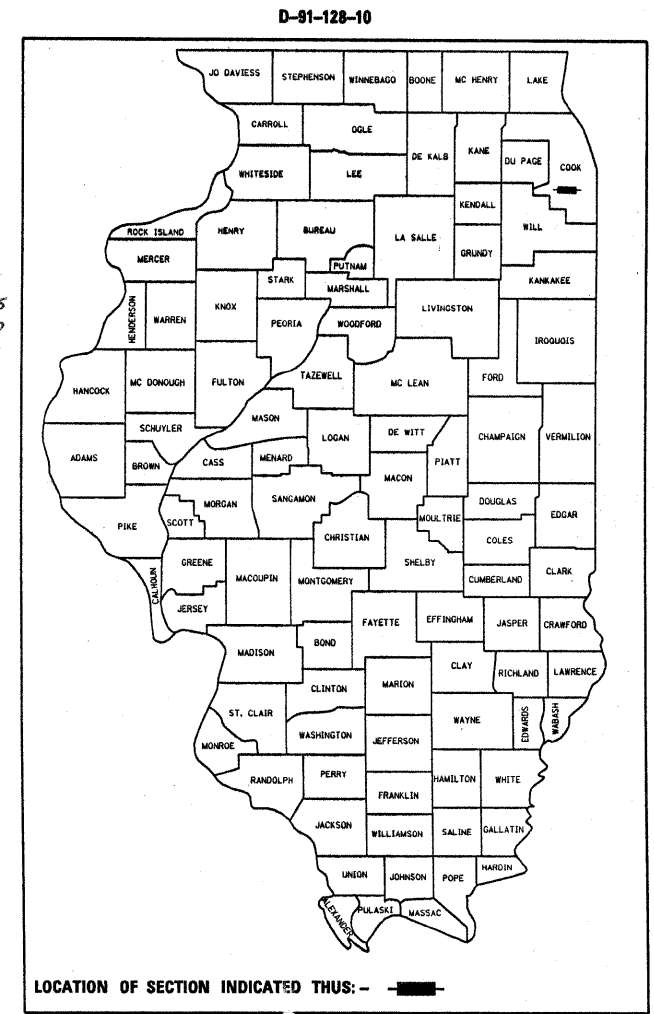 D-91-128-10
JO DAVIESS STEPHENSON WINNEBAGO BOONE MC HENRY LAKE
CARROLL OGLE
DE KALB KANE DU PAGE COOK
WHITESIDE LEE
KENDALL
ROCK ISLAND HENRY BUREAU LA SALLE WILL
MERCER PUTNAM GRUNDY
STARK MARSHALL KANKAKEE
HENDERSON WARREN KNOX PEORIA WOODFORD LIVINGSTON
IROQUOIS
HANCOCK MC DONOUGH FULTON TAZEWELL MC LEAN FORD
MASON
SCHUYLER LOGAN DE WITT CHAMPAIGN VERMILION
ADAMS BROWN CASS MENARD PIATT
MACON
PIKE SCOTT MORGAN SANGAMON MOULTRIE DOUGLAS EDGAR
CHRISTIAN COLES
CALHOUN GREENE MACOUPIN MONTGOMERY SHELBY CUMBERLAND CLARK
JERSEY
FAYETTE EFFINGHAM JASPER CRAWFORD
MADISON BOND
CLAY RICHLAND LAWRENCE
CLINTON MARION
ST. CLAIR WAYNE EDWARDS WABASH
MONROE WASHINGTON JEFFERSON
RANDOLPH PERRY HAMILTON WHITE
FRANKLIN
JACKSON WILLIAMSON SALINE GALLATIN
UNION JOHNSON POPE HARDIN
ALEXANDER PULASKI MASSAC
LOCATION OF SECTION INDICATED THUS: –